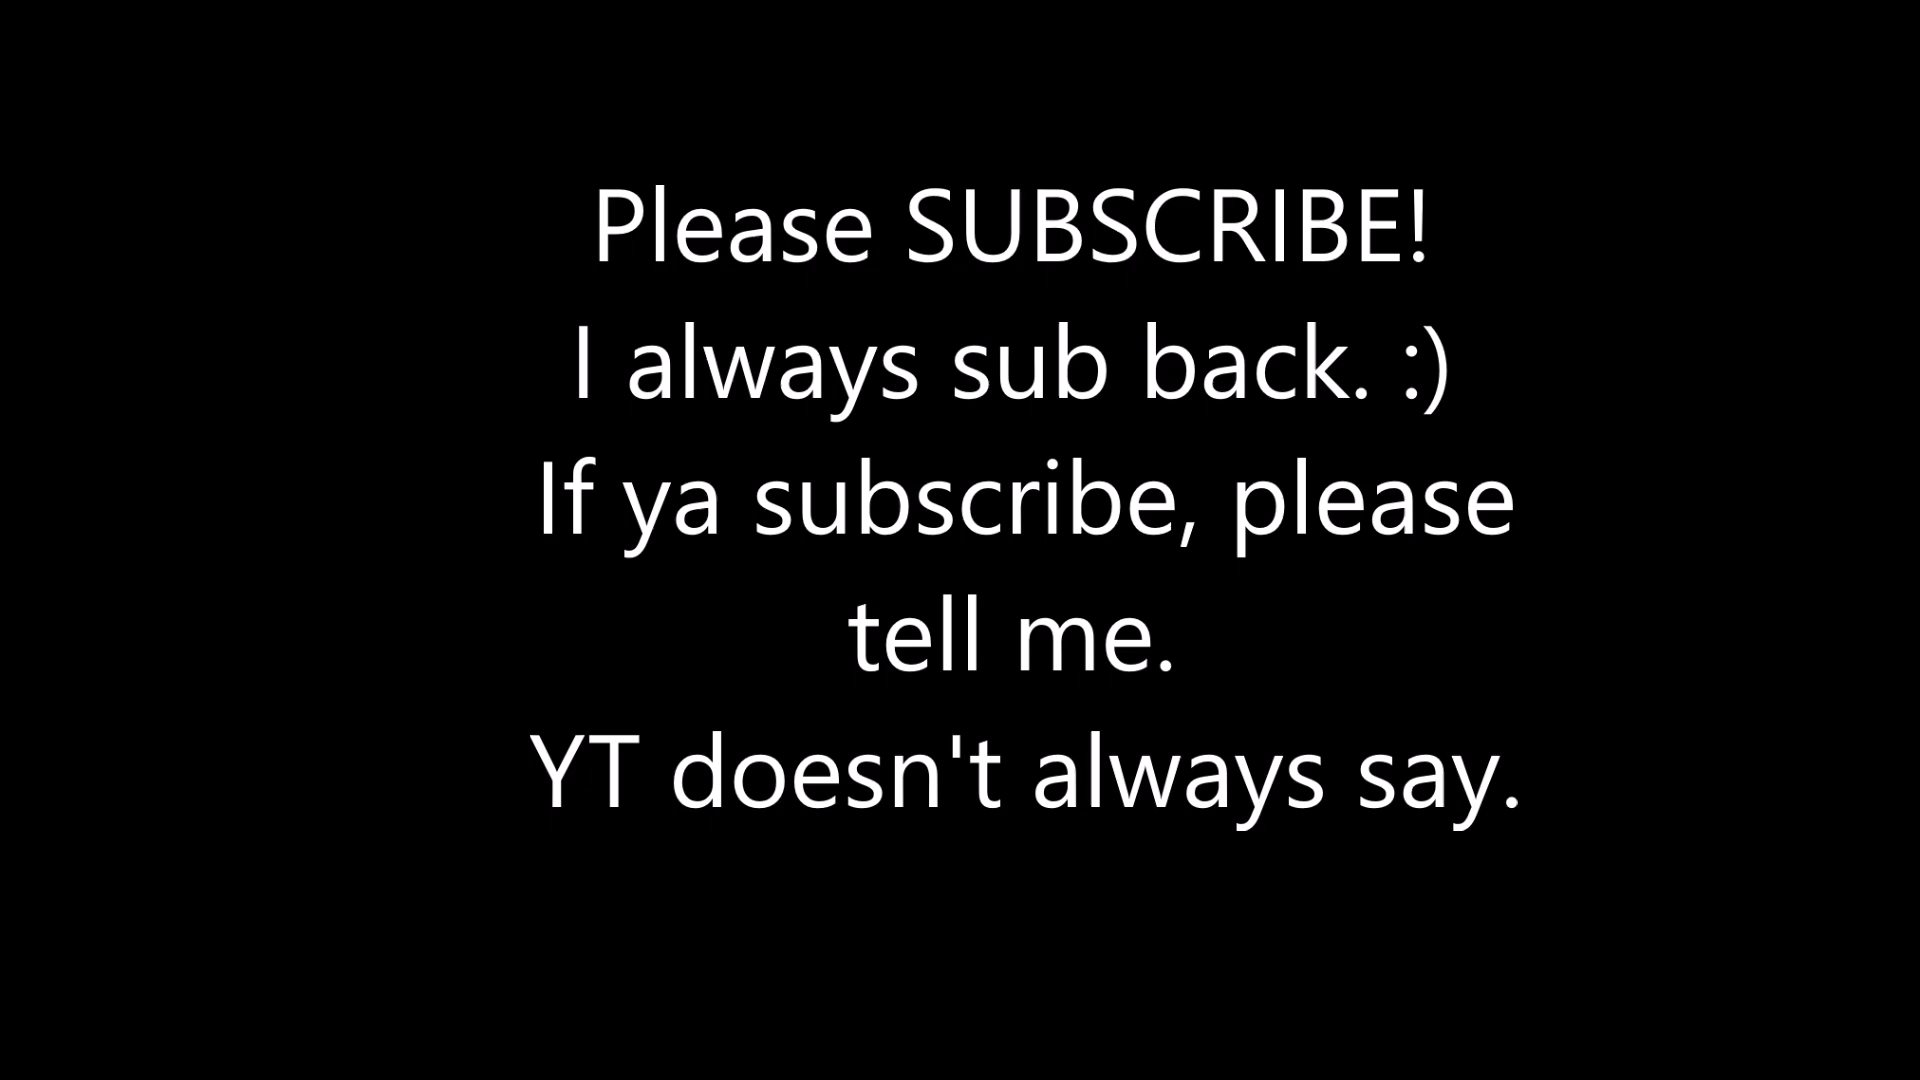 Please SUBSCRIBE!
I always sub back. :)
If ya subscribe, please
tell me.
YT doesn't always say.